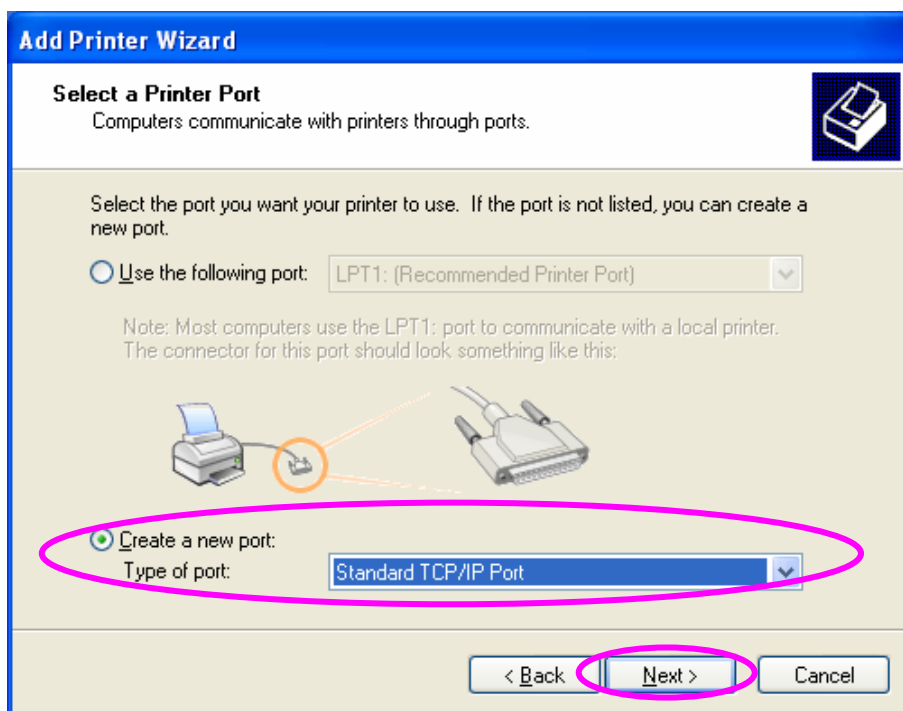 Add Printer Wizard
Select a Printer Port
Computers communicate with printers through ports.
Select the port you want your printer to use. If the port is not listed, you can create a
new port.
Use the following port:
LPT1: (Recommended Printer Port)
Note: Most computers use the LPT1: port to communicate with a local printer.
The connector for this port should look something like this:
Create a new port:
Type of port:
Standard TCP/IP Port
< Back
Next >
Cancel